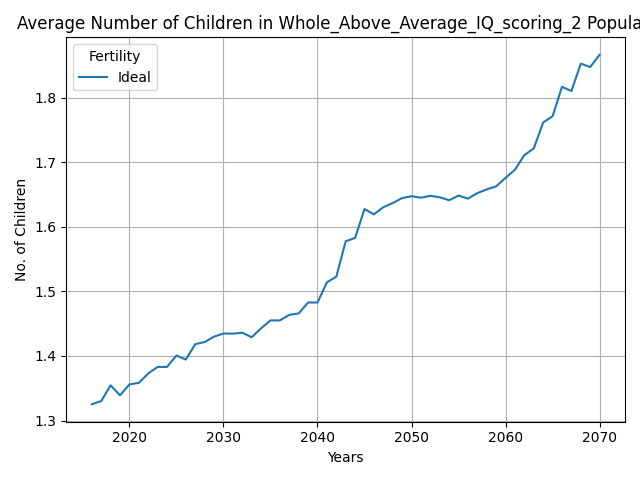 Average Number of Children in Whole_Above_Average_IQ_scoring_2 Popula
Fertility
Ideal
No. of Children
1.8
1.7
1.6
1.5
1.4
1.3
2020 2030 2040 2050 2060 2070
Years